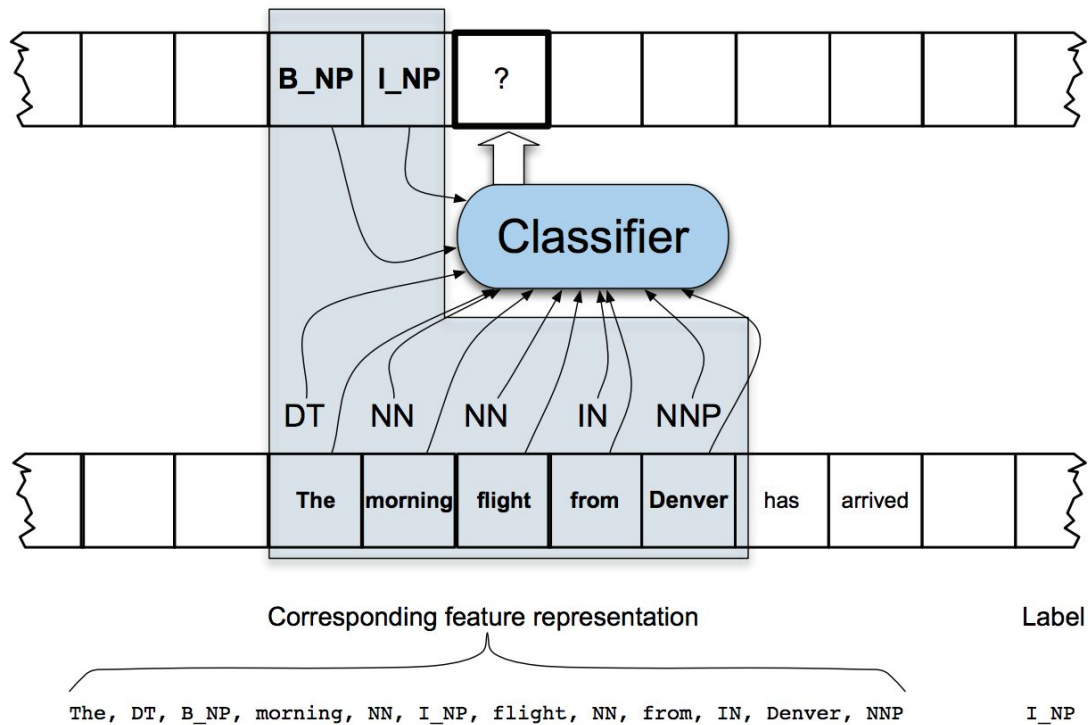 B_NP I_NP ?
Classifier
DT NN NN IN NNP
The morning flight from Denver has arrived
Corresponding feature representation Label
The, DT, B_NP, morning, NN, I_NP, flight, NN, from, IN, Denver, NNP I_NP